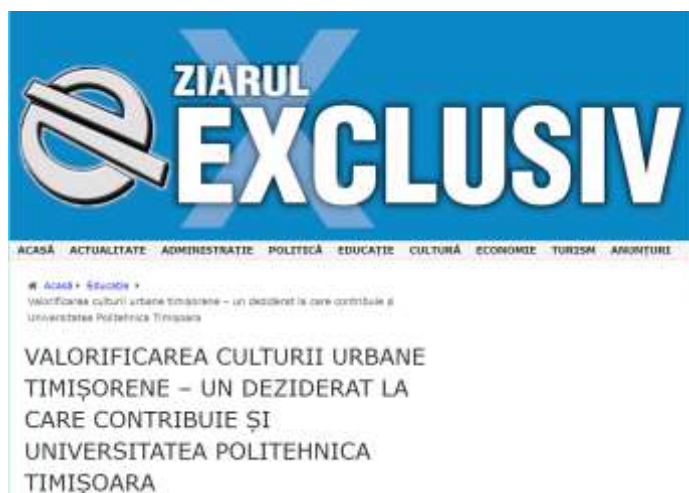 ZIARUL
EXCLUSIV
ACASĂ ACTUALITATE ADMINISTRAȚIE POLITICĂ EDUCAȚIE CULTURĂ ECONOMIE TURISM ANUNȚURI
Acasă Educație
Valorificarea culturii urbane timișorene – un deziderat la care contribuie și
Universitatea Politehnica Timișoara
VALORIFICAREA CULTURII URBANE
TIMIȘORENE – UN DEZIDERAT LA
CARE CONTRIBUIE ȘI
UNIVERSITATEA POLITEHNICA
TIMIȘOARA